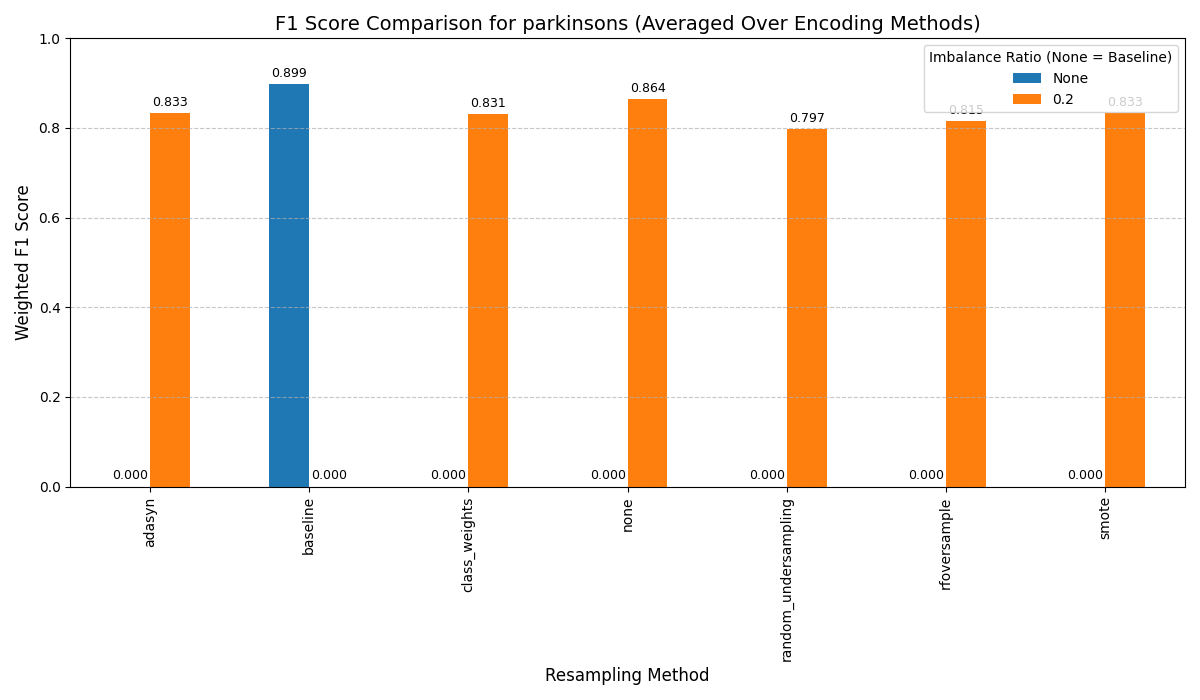 F1 Score Comparison for parkinsons (Averaged Over Encoding Methods)
Weighted F1 Score
1.0
0.8
0.6
0.4
0.2
0.0
Imbalance Ratio (None = Baseline)
None
0.2
0.000 0.833
0.899 0.000
0.000 0.831
0.000 0.864
0.000 0.797
0.000 0.815
0.000 0.833
adasyn
baseline
class_weights
none
random_undersampling
rfoversample
smote
Resampling Method